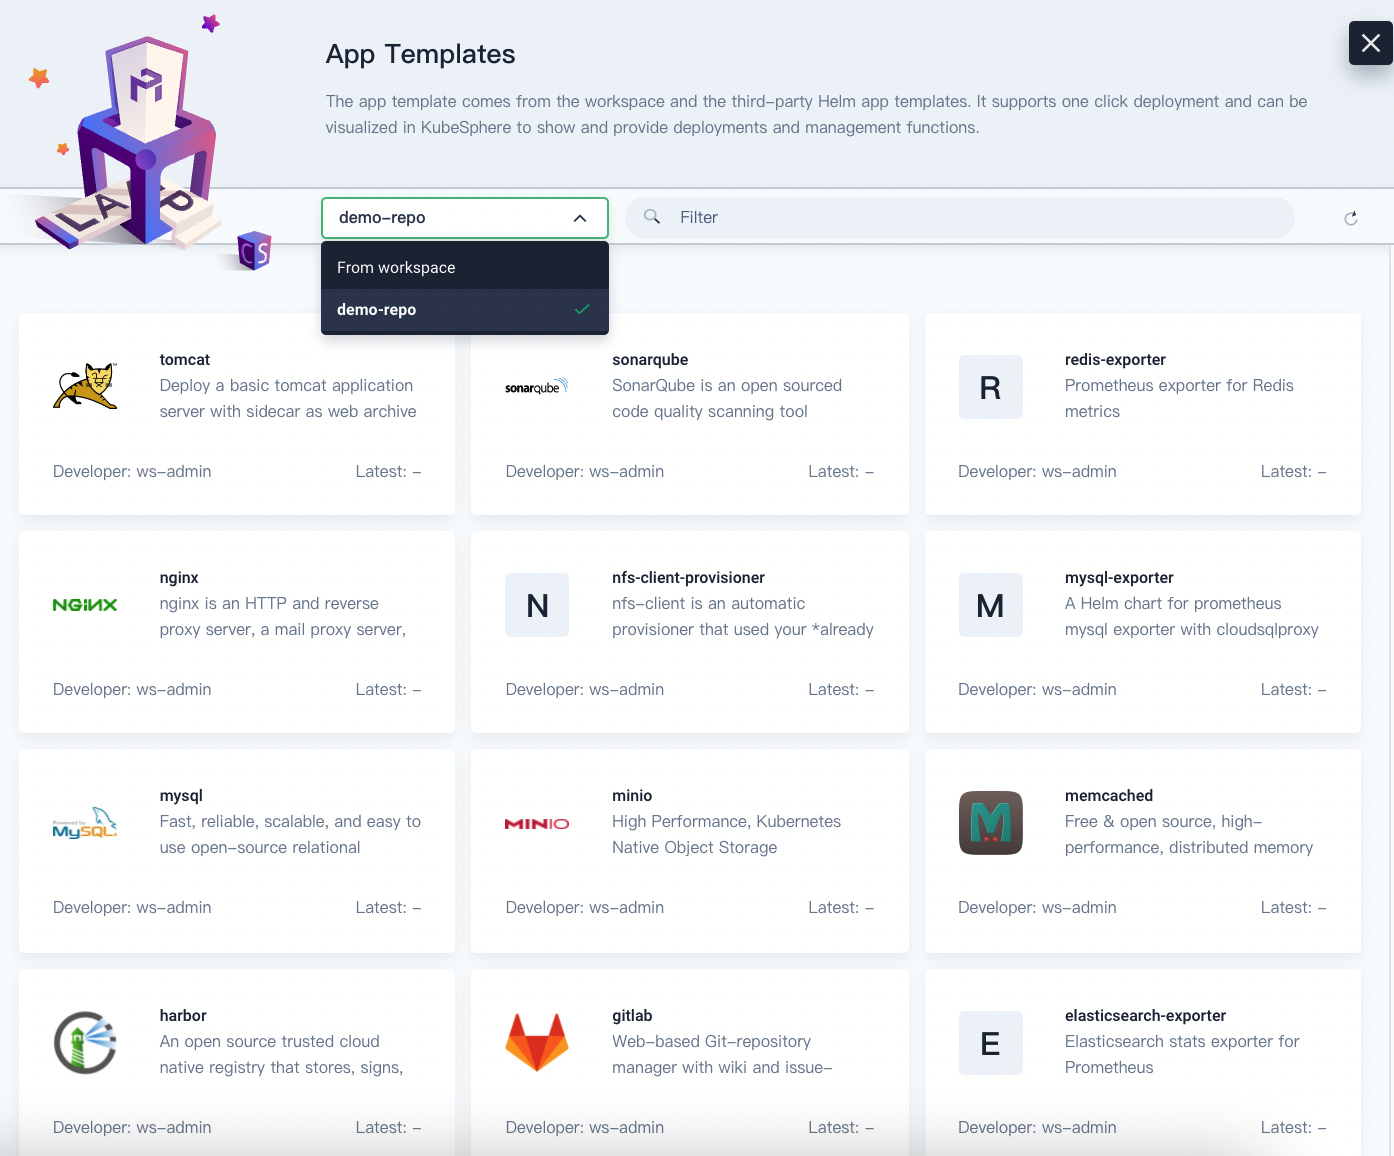 App Templates
The app template comes from the workspace and the third-party Helm app templates. It supports one click deployment and can be
visualized in KubeSphere to show and provide deployments and management functions.
LAPP
CS
demo-repo
Filter
From workspace
demo-repo
tomcat
Deploy a basic tomcat application
server with sidecar as web archive
Developer: ws-admin
Latest: -
sonarqube
sonarqube
SonarQube is an open sourced
code quality scanning tool
Developer: ws-admin
Latest: -
R
redis-exporter
Prometheus exporter for Redis
metrics
Developer: ws-admin
Latest: -
NGINX
nginx
nginx is an HTTP and reverse
proxy server, a mail proxy server,
Developer: ws-admin
Latest: -
N
nfs-client-provisioner
nfs-client is an automatic
provisioner that used your *already
Developer: ws-admin
Latest: -
M
mysql-exporter
A Helm chart for prometheus
mysql exporter with cloudsqlproxy
Developer: ws-admin
Latest: -
Powered by
MySQL
mysql
Fast, reliable, scalable, and easy to
use open-source relational
Developer: ws-admin
Latest: -
MINIO
minio
High Performance, Kubernetes
Native Object Storage
Developer: ws-admin
Latest: -
M
memcached
Free & open source, high-
performance, distributed memory
Developer: ws-admin
Latest: -
harbor
An open source trusted cloud
native registry that stores, signs,
Developer: ws-admin
Latest: -
gitlab
Web-based Git-repository
manager with wiki and issue-
Developer: ws-admin
Latest: -
E
elasticsearch-exporter
Elasticsearch stats exporter for
Prometheus
Developer: ws-admin
Latest: -